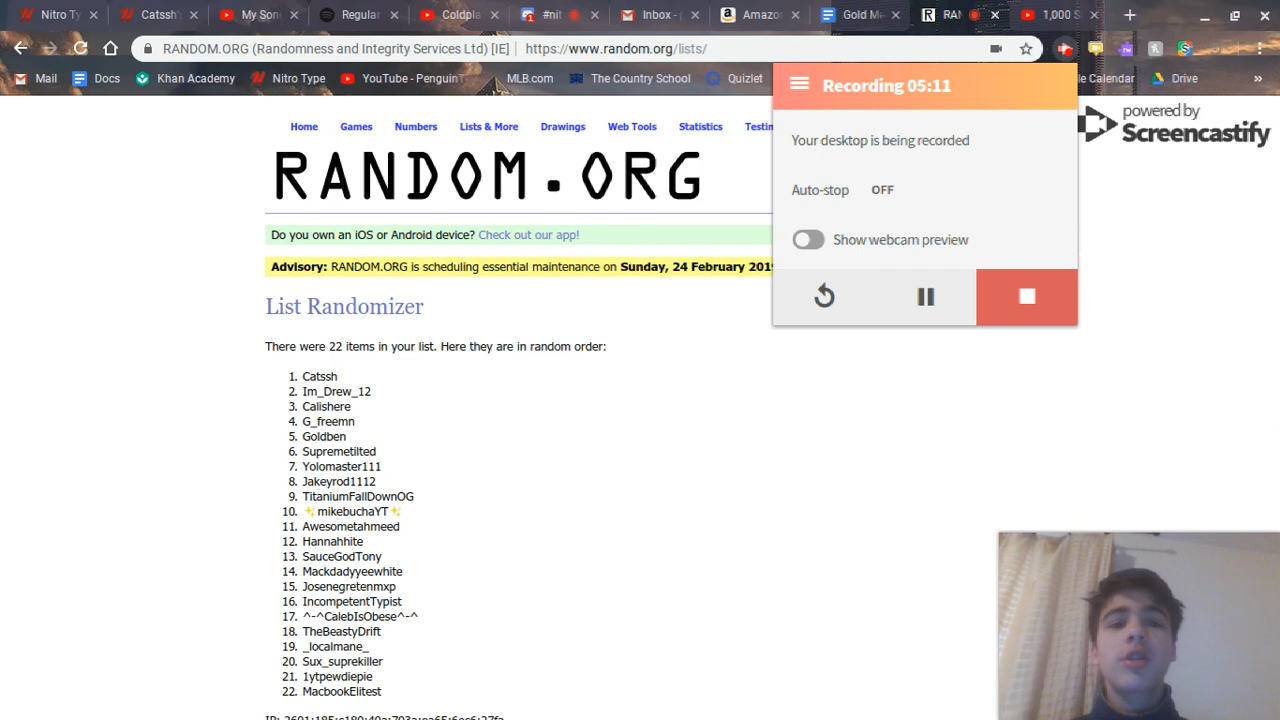 Nitro Ty
Catssh'
My Son
Regular
Coldpla
#nit
Inbox - p
Amazo
Gold M
RAN
1,000 S
RANDOM.ORG (Randomness and Integrity Services Ltd) [IE] https://www.random.org/lists/
Mail
Docs
Khan Academy
Nitro Type
YouTube - PenguinT
MLB.com
The Country School
Quizlet
le Calendar
Drive
»
Recording 05:11
Your desktop is being recorded
Auto-stop OFF
Show webcam preview
powered by
Screencastify
Home Games Numbers Lists & More Drawings Web Tools Statistics Testin
RANDOM.ORG
Do you own an iOS or Android device? Check out our app!
Advisory: RANDOM.ORG is scheduling essential maintenance on Sunday, 24 February 2019
List Randomizer
There were 22 items in your list. Here they are in random order:
1. Catssh
2. Im_Drew_12
3. Calishere
4. G_freemn
5. Goldben
6. Supremetilted
7. Yolomaster111
8. Jakeyrod1112
9. TitaniumFallDownOG
10. ✨mikebuchaYT✨
11. Awesometahmeed
12. Hannahhite
13. SauceGodTony
14. Mackdadyyeewhite
15. Josenegretenmxp
16. IncompetentTypist
17. ^-^CalebIsObese^-^
18. TheBeastyDrift
19. _localmane_
20. Sux_suprekiller
21. 1ytpewdiepie
22. MacbookElitest